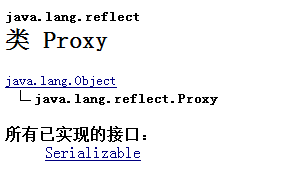 java.lang.reflect
类 Proxy
java.lang.Object
java.lang.reflect.Proxy
所有已实现的接口：
Serializable